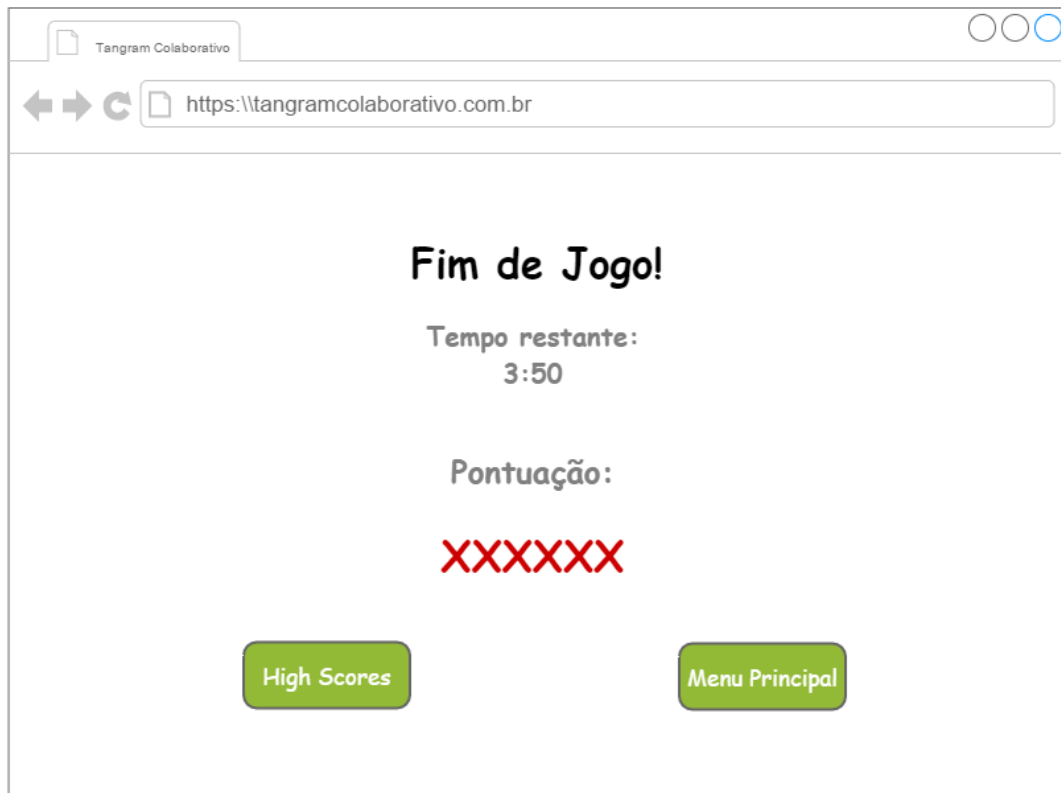 Tangram Colaborativo
https:\\tangramcolaborativo.com.br
Fim de Jogo!
Tempo restante:
3:50
Pontuação:
XXXXXX
High Scores
Menu Principal